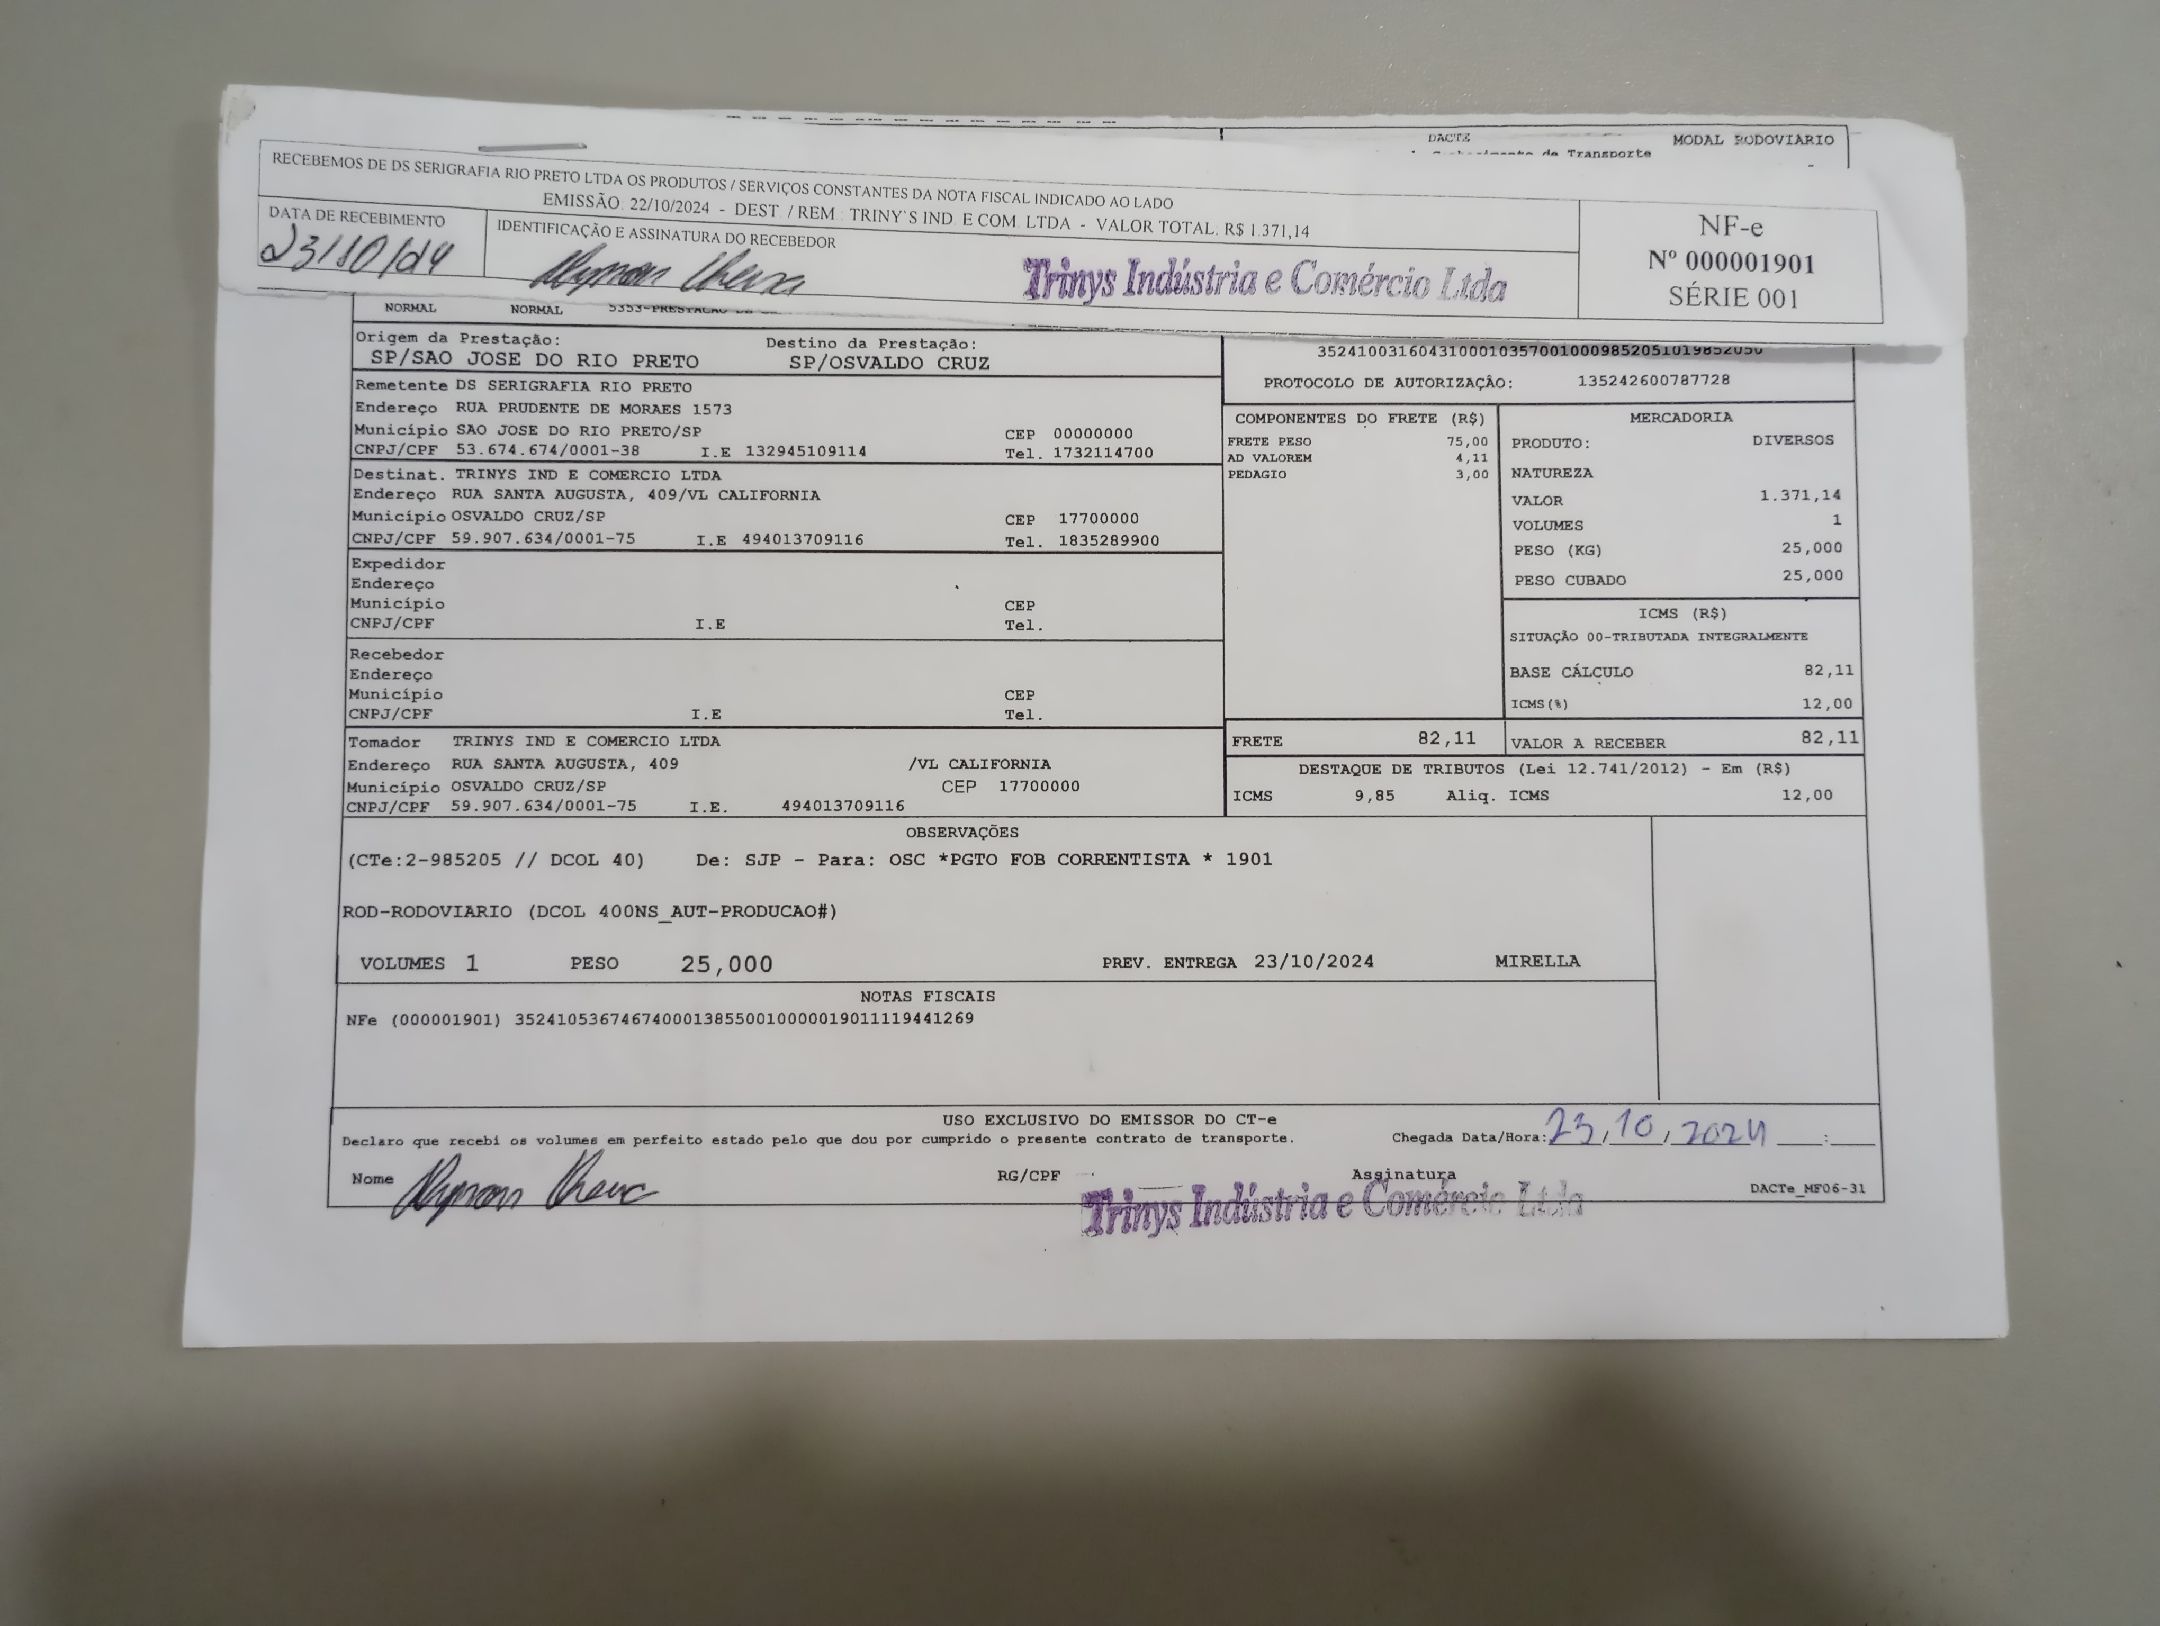 DACTE MODAL RODOVIÁRIO
de Transporte
RECEBEMOS DE DS SERIGRAFIA RIO PRETO LTDA OS PRODUTOS / SERVIÇOS CONSTANTES DA NOTA FISCAL INDICADO AO LADO
EMISSÃO: 22/10/2024 - DEST. / REM.: TRINY'S IND. E COM. LTDA - VALOR TOTAL: R$ 1.371,14
DATA DE RECEBIMENTO IDENTIFICAÇÃO E ASSINATURA DO RECEBEDOR
23/10/24
Trinys Indústria e Comércio Ltda
NF-e
Nº 000001901
SÉRIE 001
NORMAL NORMAL 5353-PRESTACAO DE
Origem da Prestação: Destino da Prestação:
SP/SAO JOSE DO RIO PRETO SP/OSVALDO CRUZ
Remetente DS SERIGRAFIA RIO PRETO
Endereço RUA PRUDENTE DE MORAES 1573
Município SAO JOSE DO RIO PRETO/SP CEP 00000000
CNPJ/CPF 53.674.674/0001-38 I.E 132945109114 Tel. 1732114700
Destinat. TRINYS IND E COMERCIO LTDA
Endereço RUA SANTA AUGUSTA, 409/VL CALIFORNIA
Município OSVALDO CRUZ/SP CEP 17700000
CNPJ/CPF 59.907.634/0001-75 I.E 494013709116 Tel. 1835289900
Expedidor
Endereço
Município CEP
CNPJ/CPF I.E Tel.
Recebedor
Endereço
Município CEP
CNPJ/CPF I.E Tel.
Tomador TRINYS IND E COMERCIO LTDA
Endereço RUA SANTA AUGUSTA, 409 /VL CALIFORNIA
Município OSVALDO CRUZ/SP CEP 17700000
CNPJ/CPF 59.907.634/0001-75 I.E. 494013709116
35241003160431000103570010009852051019852050
PROTOCOLO DE AUTORIZAÇÃO: 135242600787728
COMPONENTES DO FRETE (R$)
FRETE PESO 75,00
AD VALOREM 4,11
PEDAGIO 3,00
MERCADORIA
PRODUTO: DIVERSOS
NATUREZA
VALOR 1.371,14
VOLUMES 1
PESO (KG) 25,000
PESO CUBADO 25,000
ICMS (R$)
SITUAÇÃO 00-TRIBUTADA INTEGRALMENTE
BASE CÁLCULO 82,11
ICMS(%) 12,00
FRETE 82,11 VALOR A RECEBER 82,11
DESTAQUE DE TRIBUTOS (Lei 12.741/2012) - Em (R$)
ICMS 9,85 Aliq. ICMS 12,00
OBSERVAÇÕES
(CTe:2-985205 // DCOL 40) De: SJP - Para: OSC *PGTO FOB CORRENTISTA * 1901
ROD-RODOVIARIO (DCOL 400NS_AUT-PRODUCAO#)
VOLUMES 1 PESO 25,000 PREV. ENTREGA 23/10/2024 MIRELLA
NOTAS FISCAIS
NFe (000001901) 35241053674674000138550010000019011119441269
USO EXCLUSIVO DO EMISSOR DO CT-e
Declaro que recebi os volumes em perfeito estado pelo que dou por cumprido o presente contrato de transporte. Chegada Data/Hora: 23/10/2024 :
Nome RG/CPF Assinatura
Trinys Indústria e Comércio Ltda
DACTe_MF06-31